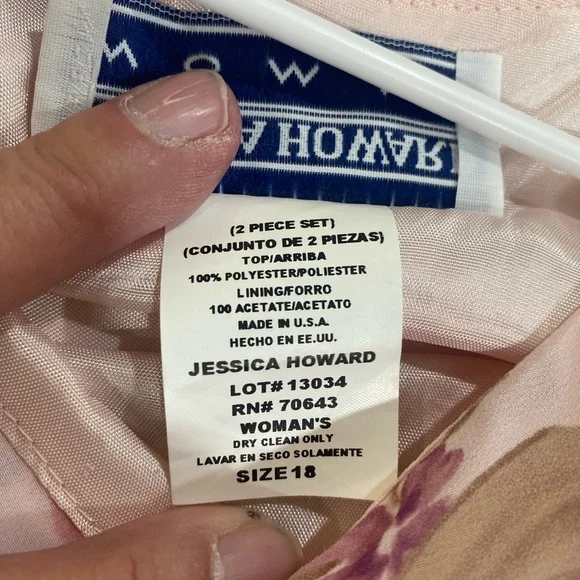 W O M
A HOWAR
(2 PIECE SET)
(CONJUNTO DE 2 PIEZAS)
TOP/ARRIBA
100% POLYESTER/POLIESTER
LINING/FORRO
100 ACETATE/ACETATO
MADE IN U.S.A.
HECHO EN EE.UU.
JESSICA HOWARD
LOT# 13034
RN# 70643
WOMAN'S
DRY CLEAN ONLY
LAVAR EN SECO SOLAMENTE
SIZE 18